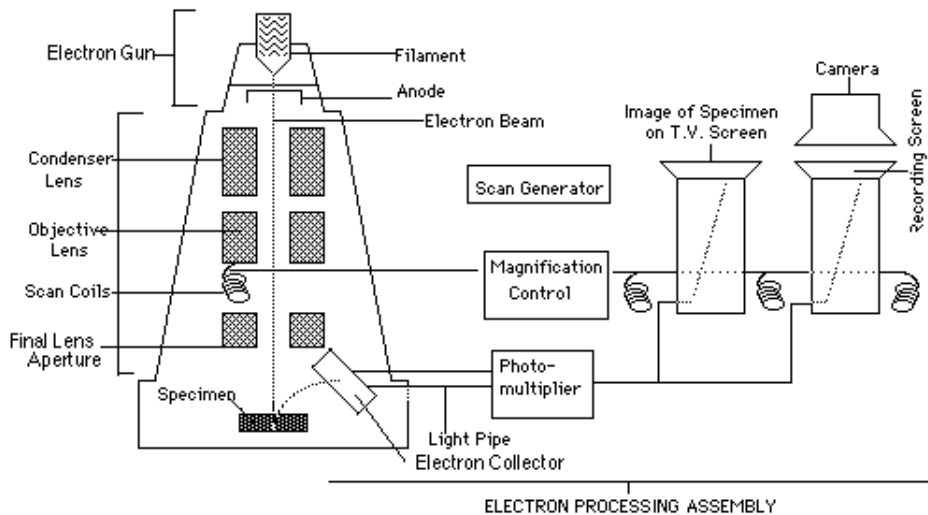 Electron Gun
Filament
Anode
Electron Beam
Condenser
Lens
Objective
Lens
Scan Coils
Final Lens
Aperture
Specimen
Light Pipe
Electron Collector
Scan Generator
Magnification
Control
Photo-
multiplier
Image of Specimen
on T.V. Screen
Camera
Recording Screen
ELECTRON PROCESSING ASSEMBLY